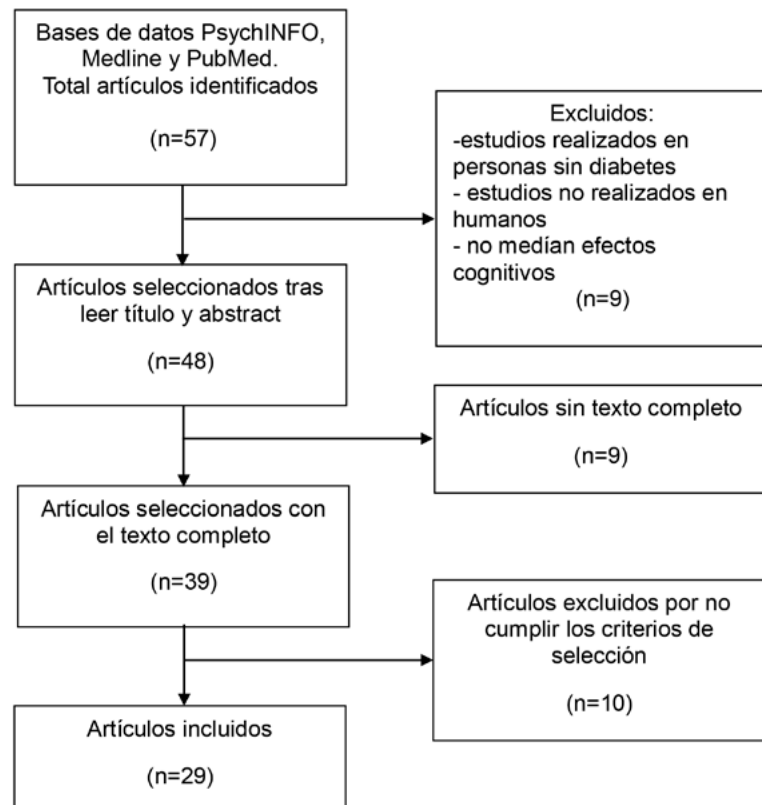 Bases de datos PsychINFO,
Medline y PubMed.
Total artículos identificados
(n=57)
Excluidos:
-estudios realizados en
personas sin diabetes
- estudios no realizados en
humanos
- no medían efectos
cognitivos
(n=9)
Artículos seleccionados tras
leer título y abstract
(n=48)
Artículos sin texto completo
(n=9)
Artículos seleccionados con
el texto completo
(n=39)
Artículos excluidos por no
cumplir los criterios de
selección
(n=10)
Artículos incluidos
(n=29)